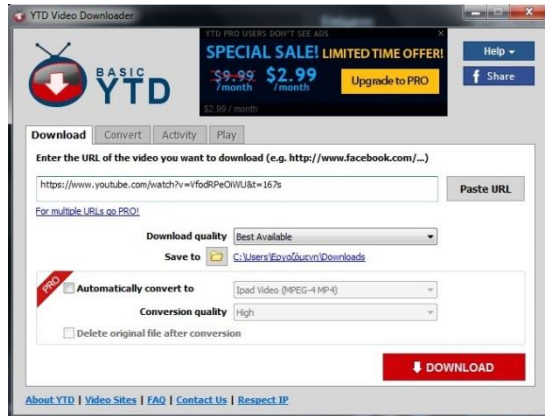 YTD Video Downloader
YTD PRO USERS DON'T SEE ADS
SPECIAL SALE! LIMITED TIME OFFER!
$9.99 /month $2.99 /month Upgrade to PRO
$2.99 / month
Help
f Share
BASIC
YTD
Download Convert Activity Play
Enter the URL of the video you want to download (e.g. http://www.facebook.com/...)
https://www.youtube.com/watch?v=VfodRPeOiWU&t=167s
Paste URL
For multiple URLs go PRO!
Download quality Best Available
Save to C:\Users\Εργαζόμενη\Downloads
PRO
Automatically convert to Ipad Video (MPEG-4 MP4)
Conversion quality High
Delete original file after conversion
DOWNLOAD
About YTD | Video Sites | FAQ | Contact Us | Respect IP